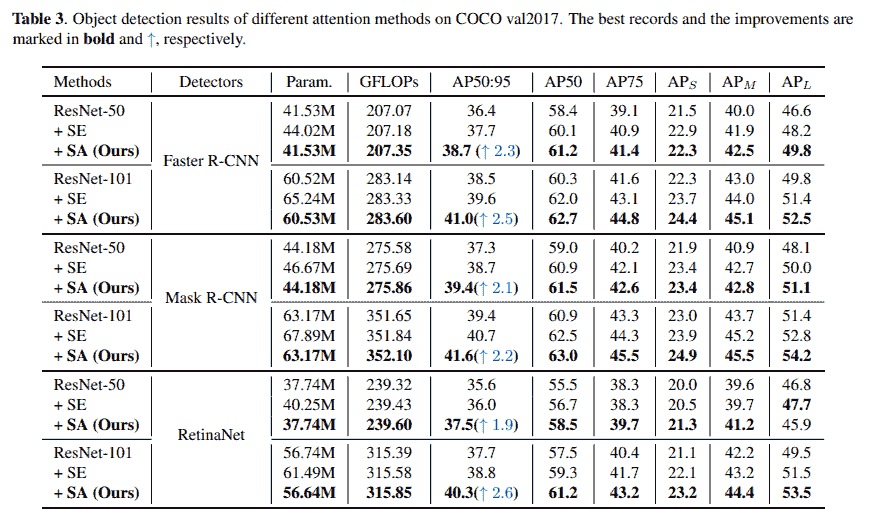 Table 3. Object detection results of different attention methods on COCO val2017. The best records and the improvements are
marked in bold and ↑, respectively.
Methods Detectors Param. GFLOPs AP50:95 AP50 AP75 APS APM APL
ResNet-50 41.53M 207.07 36.4 58.4 39.1 21.5 40.0 46.6
+ SE 44.02M 207.18 37.7 60.1 40.9 22.9 41.9 48.2
+ SA (Ours) 41.53M 207.35 38.7 (↑ 2.3) 61.2 41.4 22.3 42.5 49.8
Faster R-CNN
ResNet-101 60.52M 283.14 38.5 60.3 41.6 22.3 43.0 49.8
+ SE 65.24M 283.33 39.6 62.0 43.1 23.7 44.0 51.4
+ SA (Ours) 60.53M 283.60 41.0(↑ 2.5) 62.7 44.8 24.4 45.1 52.5
ResNet-50 44.18M 275.58 37.3 59.0 40.2 21.9 40.9 48.1
+ SE 46.67M 275.69 38.7 60.9 42.1 23.4 42.7 50.0
+ SA (Ours) 44.18M 275.86 39.4(↑ 2.1) 61.5 42.6 23.4 42.8 51.1
Mask R-CNN
ResNet-101 63.17M 351.65 39.4 60.9 43.3 23.0 43.7 51.4
+ SE 67.89M 351.84 40.7 62.5 44.3 23.9 45.2 52.8
+ SA (Ours) 63.17M 352.10 41.6(↑ 2.2) 63.0 45.5 24.9 45.5 54.2
ResNet-50 37.74M 239.32 35.6 55.5 38.3 20.0 39.6 46.8
+ SE 40.25M 239.43 36.0 56.7 38.3 20.5 39.7 47.7
+ SA (Ours) 37.74M 239.60 37.5(↑ 1.9) 58.5 39.7 21.3 41.2 45.9
RetinaNet
ResNet-101 56.74M 315.39 37.7 57.5 40.4 21.1 42.2 49.5
+ SE 61.49M 315.58 38.8 59.3 41.7 22.1 43.2 51.5
+ SA (Ours) 56.64M 315.85 40.3(↑ 2.6) 61.2 43.2 23.2 44.4 53.5